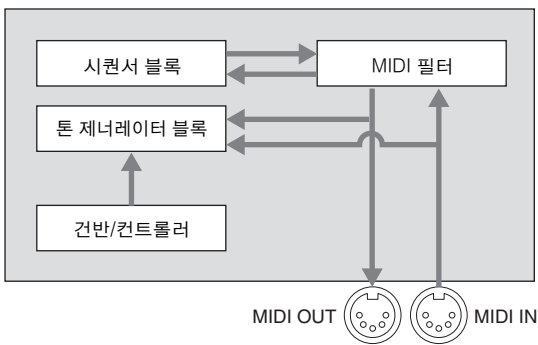 시퀀서 블록
MIDI 필터
톤 제너레이터 블록
건반/컨트롤러
MIDI OUT
MIDI IN